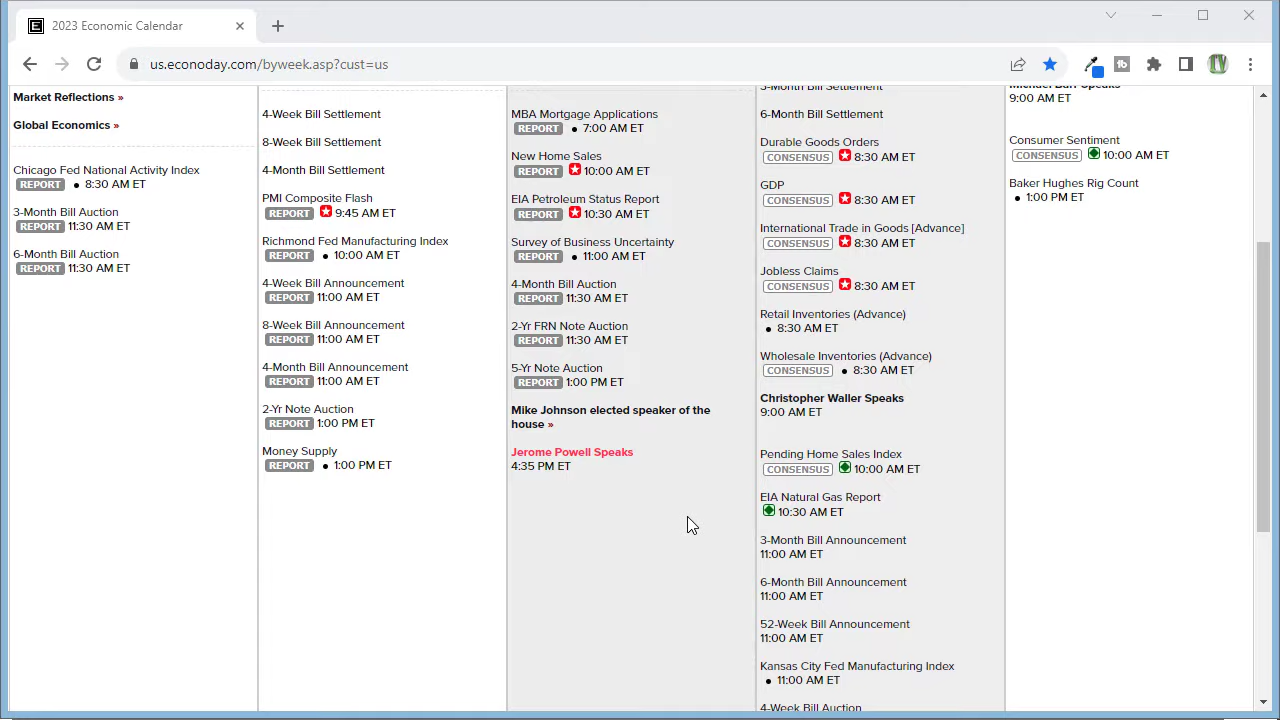 2023 Economic Calendar
us.econoday.com/byweek.asp?cust=us
Market Reflections »
Global Economics »
Chicago Fed National Activity Index
REPORT • 8:30 AM ET
3-Month Bill Auction
REPORT 11:30 AM ET
6-Month Bill Auction
REPORT 11:30 AM ET
4-Week Bill Settlement
8-Week Bill Settlement
4-Month Bill Settlement
PMI Composite Flash
REPORT 9:45 AM ET
Richmond Fed Manufacturing Index
REPORT • 10:00 AM ET
4-Week Bill Announcement
REPORT 11:00 AM ET
8-Week Bill Announcement
REPORT 11:00 AM ET
4-Month Bill Announcement
REPORT 11:00 AM ET
2-Yr Note Auction
REPORT 1:00 PM ET
Money Supply
REPORT • 1:00 PM ET
MBA Mortgage Applications
REPORT • 7:00 AM ET
New Home Sales
REPORT 10:00 AM ET
EIA Petroleum Status Report
REPORT 10:30 AM ET
Survey of Business Uncertainty
REPORT • 11:00 AM ET
4-Month Bill Auction
REPORT 11:30 AM ET
2-Yr FRN Note Auction
REPORT 11:30 AM ET
5-Yr Note Auction
REPORT 1:00 PM ET
Mike Johnson elected speaker of the
house »
Jerome Powell Speaks
4:35 PM ET
3-Month Bill Settlement
6-Month Bill Settlement
Durable Goods Orders
CONSENSUS 8:30 AM ET
GDP
CONSENSUS 8:30 AM ET
International Trade in Goods [Advance]
CONSENSUS 8:30 AM ET
Jobless Claims
CONSENSUS 8:30 AM ET
Retail Inventories (Advance)
• 8:30 AM ET
Wholesale Inventories (Advance)
CONSENSUS • 8:30 AM ET
Christopher Waller Speaks
9:00 AM ET
Pending Home Sales Index
CONSENSUS 10:00 AM ET
EIA Natural Gas Report
10:30 AM ET
3-Month Bill Announcement
11:00 AM ET
6-Month Bill Announcement
11:00 AM ET
52-Week Bill Announcement
11:00 AM ET
Kansas City Fed Manufacturing Index
• 11:00 AM ET
4-Week Bill Auction
Michael Barr Speaks
9:00 AM ET
Consumer Sentiment
CONSENSUS 10:00 AM ET
Baker Hughes Rig Count
• 1:00 PM ET